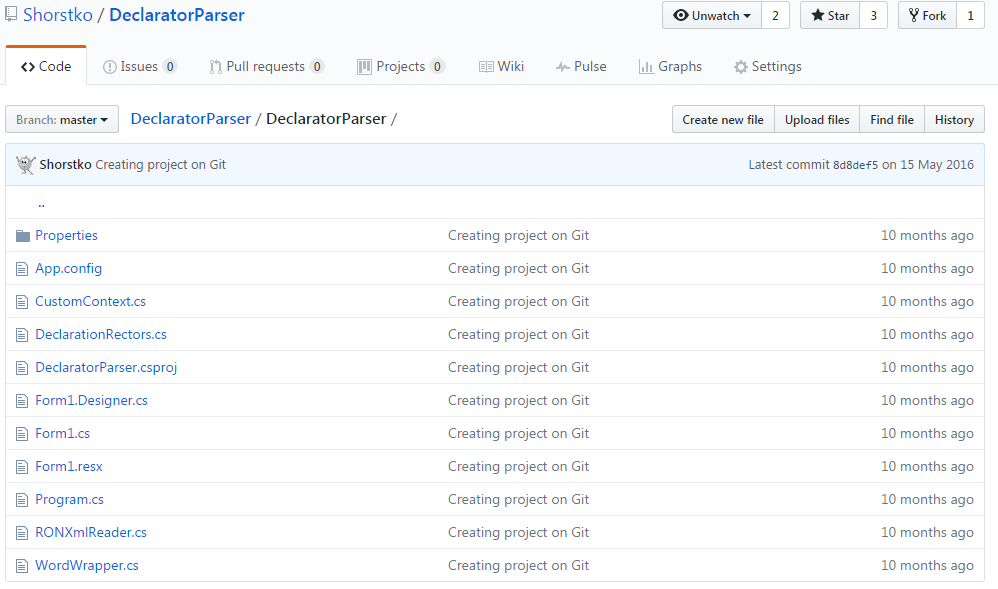 Shorstko / DeclaratorParser Unwatch 2 Star 3 Fork 1
Code Issues 0 Pull requests 0 Projects 0 Wiki Pulse Graphs Settings
Branch: master DeclaratorParser / DeclaratorParser / Create new file Upload files Find file History
Shorstko Creating project on Git Latest commit 8d8def5 on 15 May 2016
..
Properties Creating project on Git 10 months ago
App.config Creating project on Git 10 months ago
CustomContext.cs Creating project on Git 10 months ago
DeclarationRectors.cs Creating project on Git 10 months ago
DeclaratorParser.csproj Creating project on Git 10 months ago
Form1.Designer.cs Creating project on Git 10 months ago
Form1.cs Creating project on Git 10 months ago
Form1.resx Creating project on Git 10 months ago
Program.cs Creating project on Git 10 months ago
RONXmlReader.cs Creating project on Git 10 months ago
WordWrapper.cs Creating project on Git 10 months ago